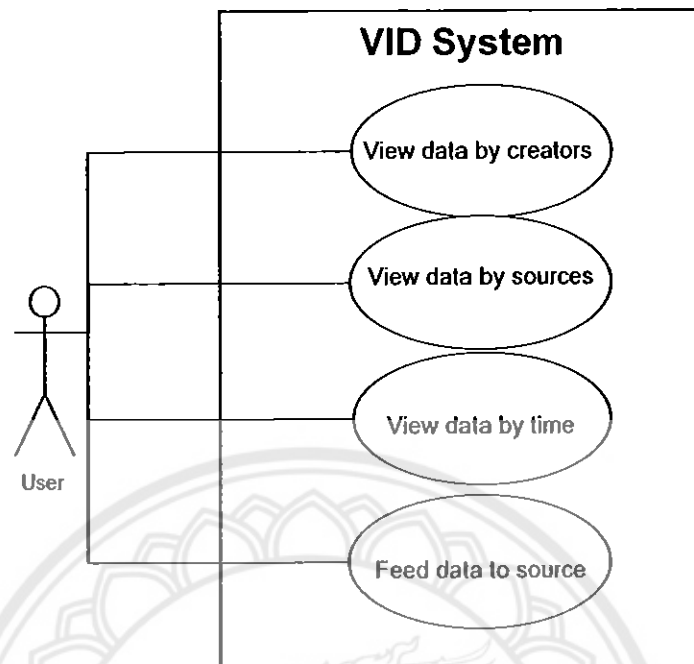 VID System
View data by creators
View data by sources
View data by time
User
Feed data to source